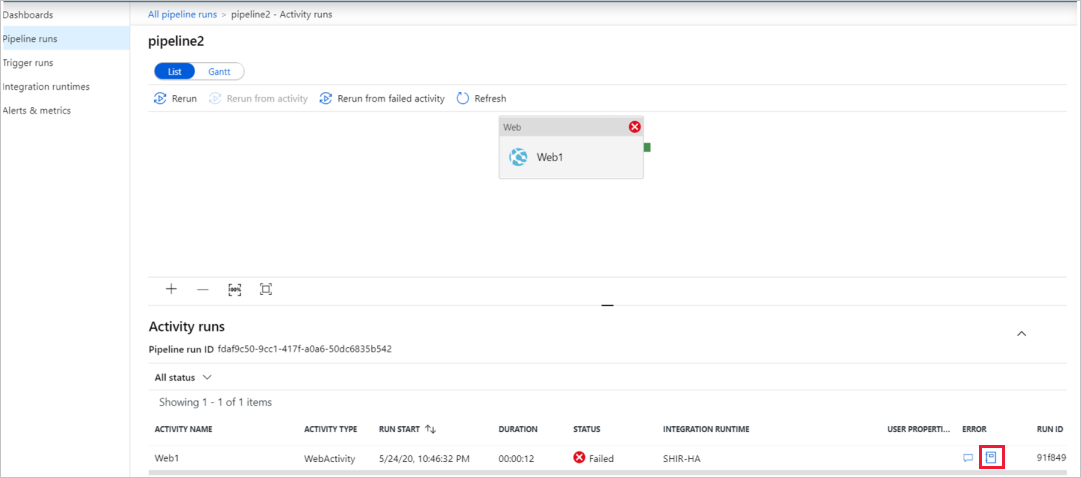 Dashboards
Pipeline runs
Trigger runs
Integration runtimes
Alerts & metrics
All pipeline runs > pipeline2 - Activity runs
pipeline2
List Gantt
Rerun Rerun from activity Rerun from failed activity Refresh
Web
Web1
100%
Activity runs
Pipeline run ID fdaf9c50-9cc1-417f-a0a6-50dc6835b542
All status
Showing 1 - 1 of 1 items
ACTIVITY NAME ACTIVITY TYPE RUN START DURATION STATUS INTEGRATION RUNTIME USER PROPERTI... ERROR RUN ID
Web1 WebActivity 5/24/20, 10:46:32 PM 00:00:12 Failed SHIR-HA 91f849